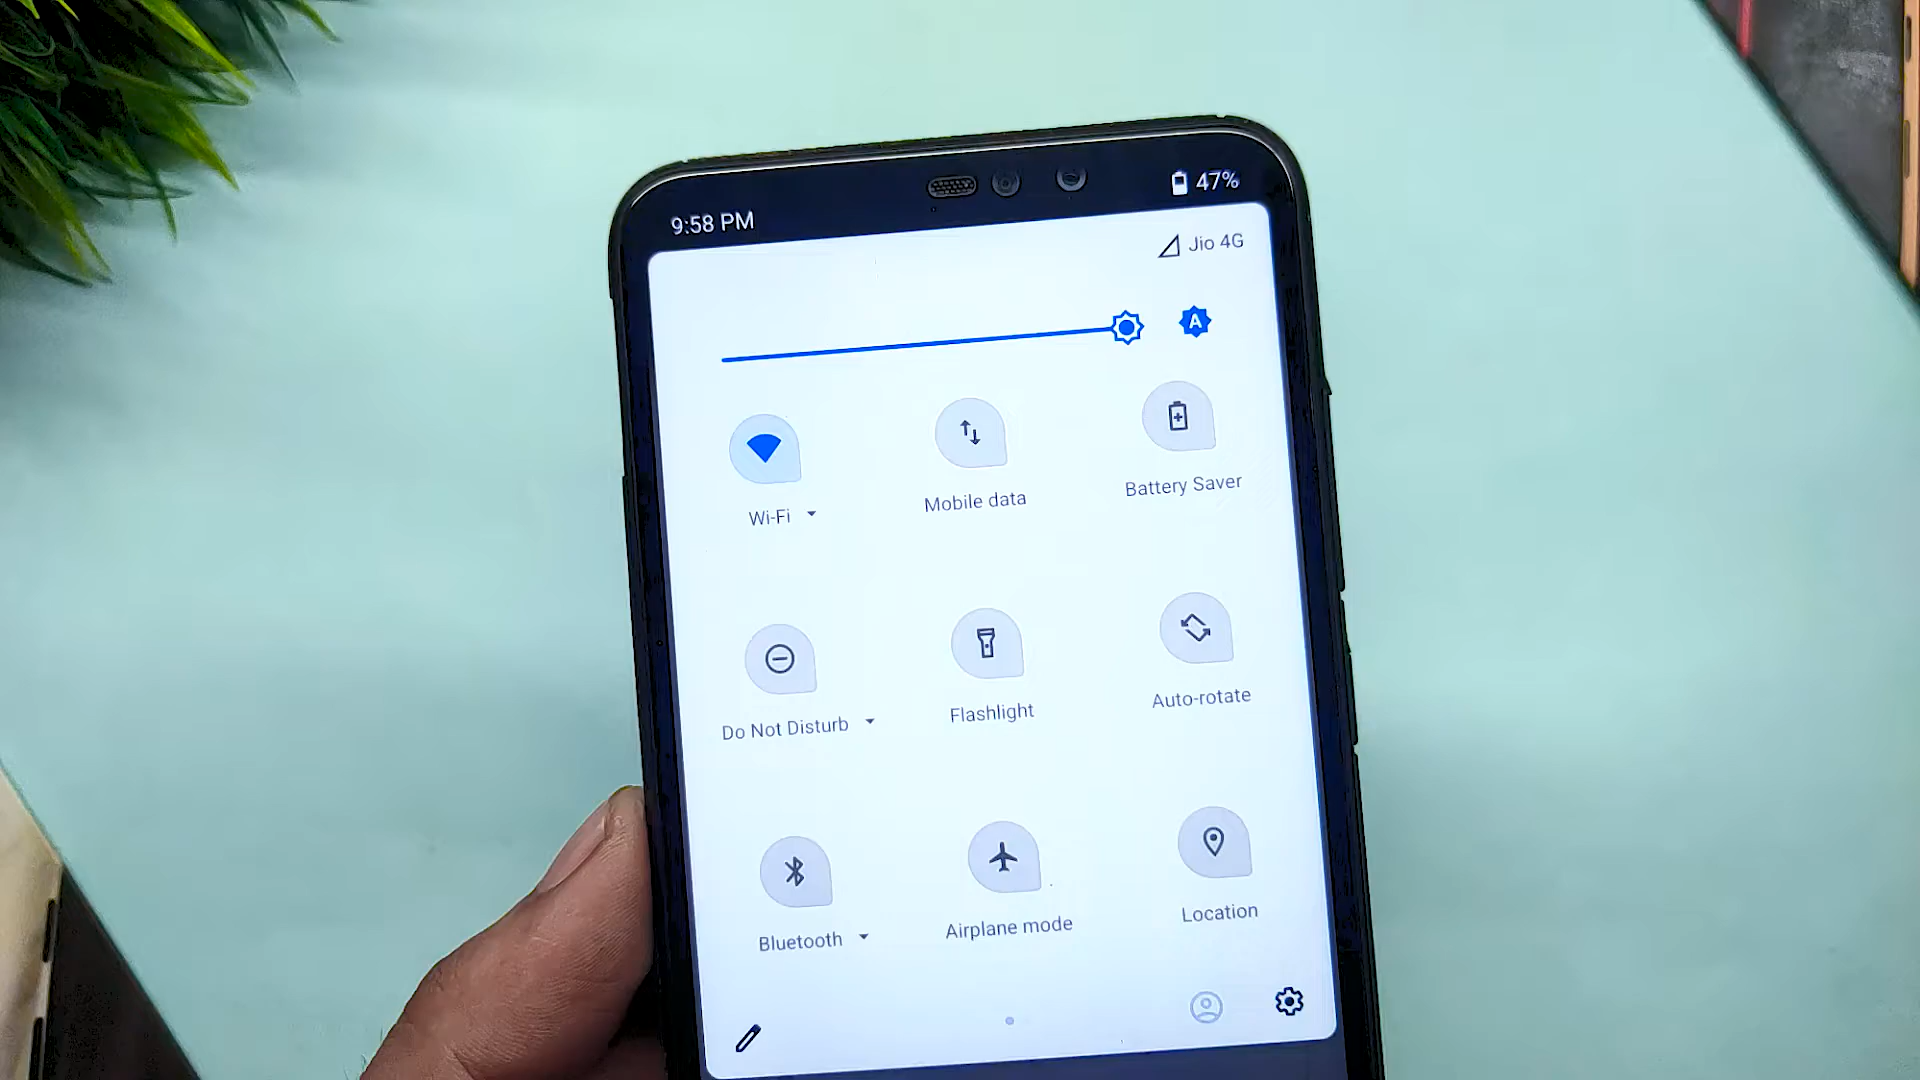 9:58 PM 47%
Jio 4G
A
Wi-Fi Mobile data Battery Saver
Do Not Disturb Flashlight Auto-rotate
Bluetooth Airplane mode Location